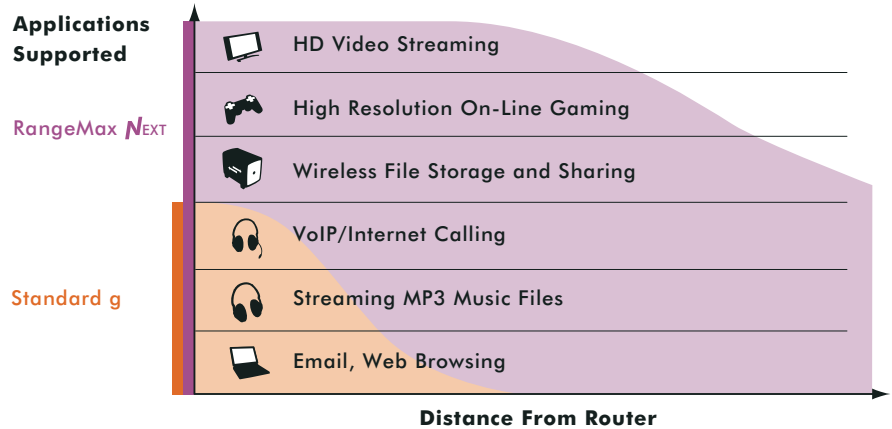 Applications
Supported
HD Video Streaming
High Resolution On-Line Gaming
RangeMax NEXT
Wireless File Storage and Sharing
VoIP/Internet Calling
Standard g
Streaming MP3 Music Files
Email, Web Browsing
Distance From Router